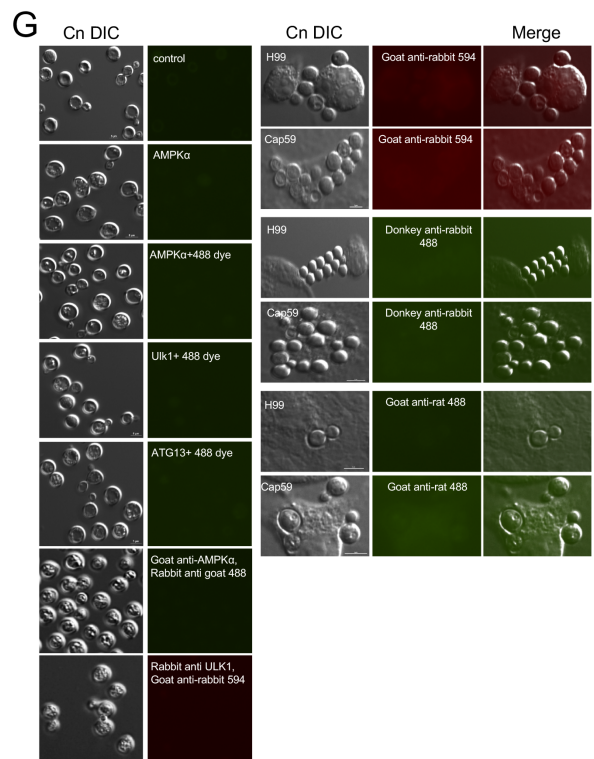 G
Cn DIC
control
AMPKα
AMPKα+488 dye
Ulk1+ 488 dye
ATG13+ 488 dye
Goat anti-AMPKα,
Rabbit anti goat 488
Rabbit anti ULK1,
Goat anti-rabbit 594
Cn DIC
Merge
H99
Goat anti-rabbit 594
Cap59
Goat anti-rabbit 594
H99
Donkey anti-rabbit
488
Cap59
Donkey anti-rabbit
488
H99
Goat anti-rat 488
Cap59
Goat anti-rat 488